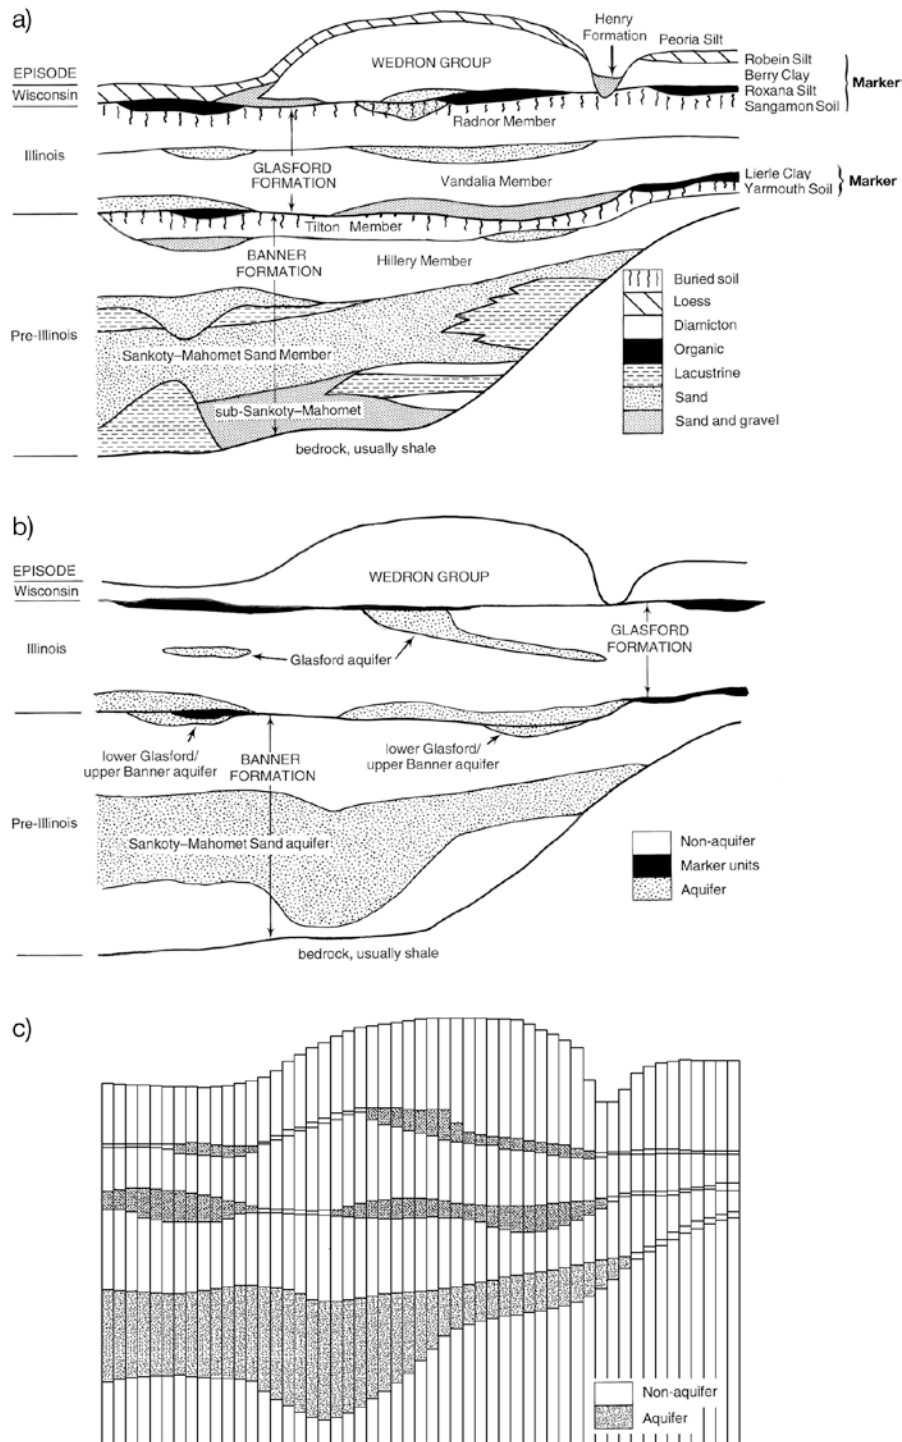 a)
Henry
Formation
Peoria Silt
EPISODE
Wisconsin
WEDRON GROUP
Robein Silt
Berry Clay
Roxana Silt
Sangamon Soil
Marker
Radnor Member
Illinois
GLASFORD
FORMATION
Vandalia Member
Lierle Clay
Yarmouth Soil
Marker
Tilton Member
BANNER
FORMATION
Hillery Member
Pre-Illinois
Sankoty–Mahomet Sand Member
sub-Sankoty–Mahomet
bedrock, usually shale
Buried soil
Loess
Diamicton
Organic
Lacustrine
Sand
Sand and gravel
b)
EPISODE
Wisconsin
WEDRON GROUP
Illinois
Glasford aquifer
GLASFORD
FORMATION
lower Glasford/
upper Banner aquifer
BANNER
FORMATION
lower Glasford/
upper Banner aquifer
Pre-Illinois
Sankoty–Mahomet Sand aquifer
bedrock, usually shale
Non-aquifer
Marker units
Aquifer
c)
Non-aquifer
Aquifer